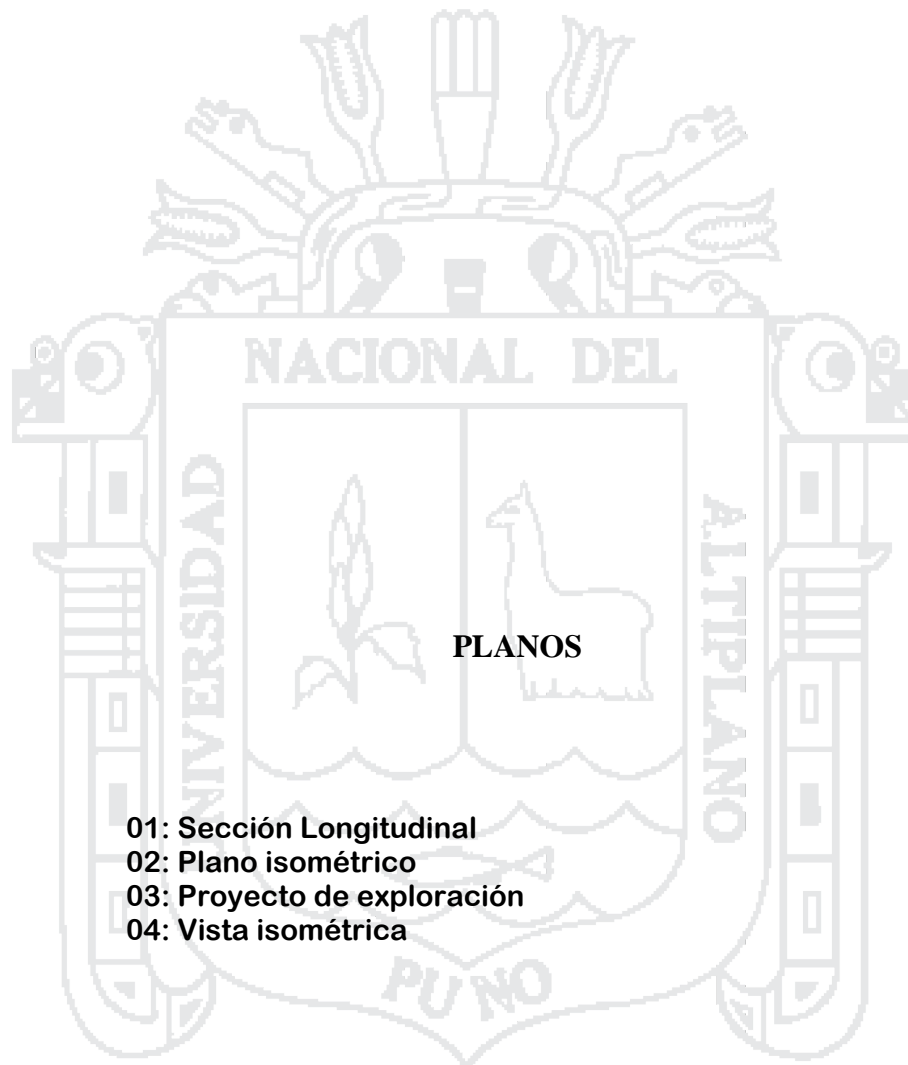 NACIONAL DEL
UNIVERSIDAD
ALTIPLANO
PLANOS
01: Sección Longitudinal
02: Plano isométrico
03: Proyecto de exploración
04: Vista isométrica
PUNO